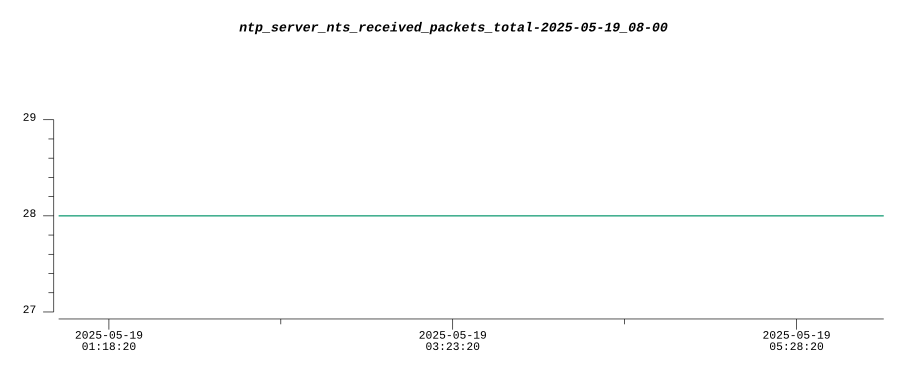 ntp_server_nts_received_packets_total-2025-05-19_08-00
29
28
27
2025-05-19 2025-05-19 2025-05-19
01:18:20 03:23:20 05:28:20